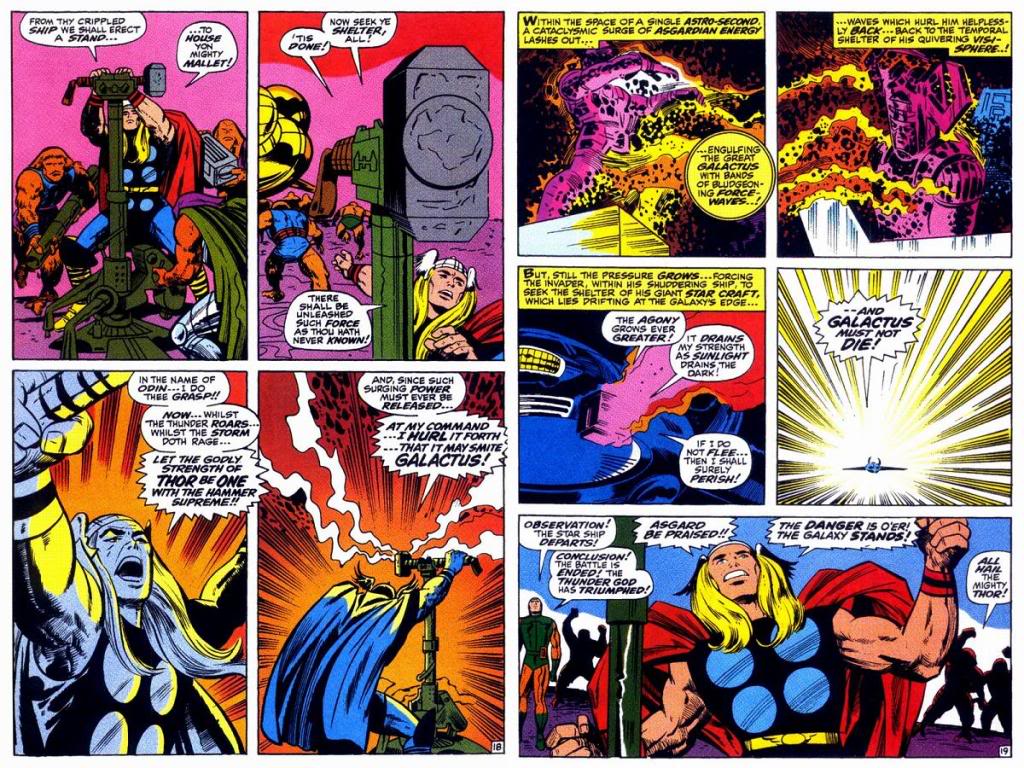 FROM THY CRIPPLED
SHIP WE SHALL ERECT
A STAND...
...TO
HOUSE
YON
MIGHTY
MALLET!
'TIS
DONE!
NOW SEEK YE
SHELTER,
ALL!
THERE
SHALL BE
UNLEASHED
SUCH FORCE
AS THOU HATH
NEVER KNOWN!
IN THE NAME OF
ODIN---I DO
THEE GRASP!!
NOW---WHILST
THE THUNDER ROARS---
WHILST THE STORM
DOTH RAGE---
LET THE GODLY
STRENGTH OF
THOR BE ONE
WITH THE HAMMER
SUPREME!!
AND, SINCE SUCH
SURGING POWER
MUST EVER BE
RELEASED---
AT MY COMMAND
---I HURL IT FORTH
---THAT IT MAY SMITE
GALACTUS!
18
WITHIN THE SPACE OF A SINGLE ASTRO-SECOND,
A CATACLYSMIC SURGE OF ASGARDIAN ENERGY
LASHES OUT...
...ENGULFING
THE GREAT
GALACTUS
WITH BANDS
OF BLUDGEON-
ING FORCE-
WAVES...!
...WAVES WHICH HURL HIM HELPLESS-
LY BACK---BACK TO THE TEMPORAL
SHELTER OF HIS QUIVERING VISI-
SPHERE..!
BUT, STILL THE PRESSURE GROWS---FORCING
THE INVADER, WITHIN HIS SHUDDERING SHIP, TO
SEEK THE SHELTER OF HIS GIANT STAR CRAFT,
WHICH LIES DRIFTING AT THE GALAXY'S EDGE---
THE AGONY
GROWS EVER
GREATER!
IT DRAINS
MY STRENGTH
AS SUNLIGHT
DRAINS THE
DARK!
IF I DO
NOT FLEE---
THEN I SHALL
SURELY
PERISH!
---AND
GALACTUS
MUST NOT
DIE!
OBSERVATION!
THE STAR SHIP
DEPARTS!
CONCLUSION!
THE BATTLE IS
ENDED! THE
THUNDER GOD
HAS TRIUMPHED!
ASGARD
BE PRAISED!!
THE DANGER IS O'ER!
THE GALAXY STANDS!
ALL
HAIL
THE
MIGHTY
THOR!
19